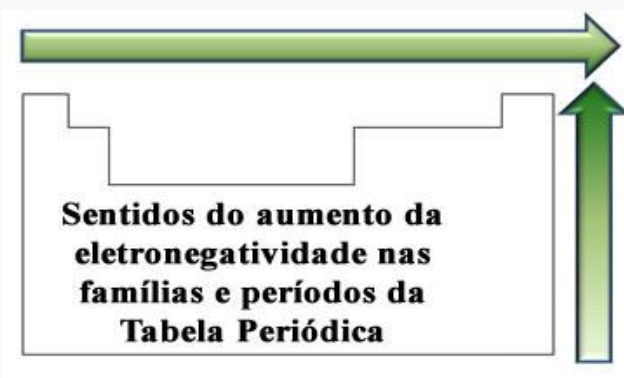 Sentidos do aumento da
eletronegatividade nas
famílias e períodos da
Tabela Periódica